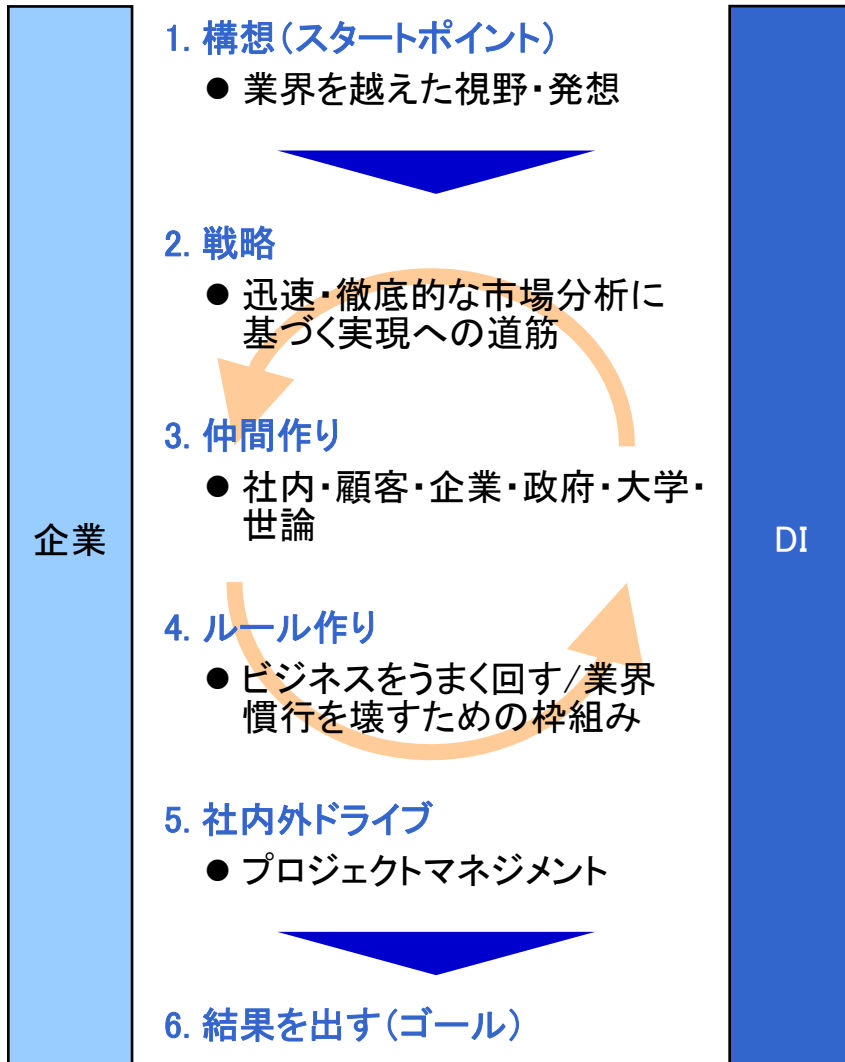 1. 構想（スタートポイント）
● 業界を越えた視野・発想
2. 戦略
● 迅速・徹底的な市場分析に
基づく実現への道筋
3. 仲間作り
● 社内・顧客・企業・政府・大学・
世論
企業
DI
4. ルール作り
● ビジネスをうまく回す/業界
慣行を壊すための枠組み
5. 社内外ドライブ
● プロジェクトマネジメント
6. 結果を出す（ゴール）